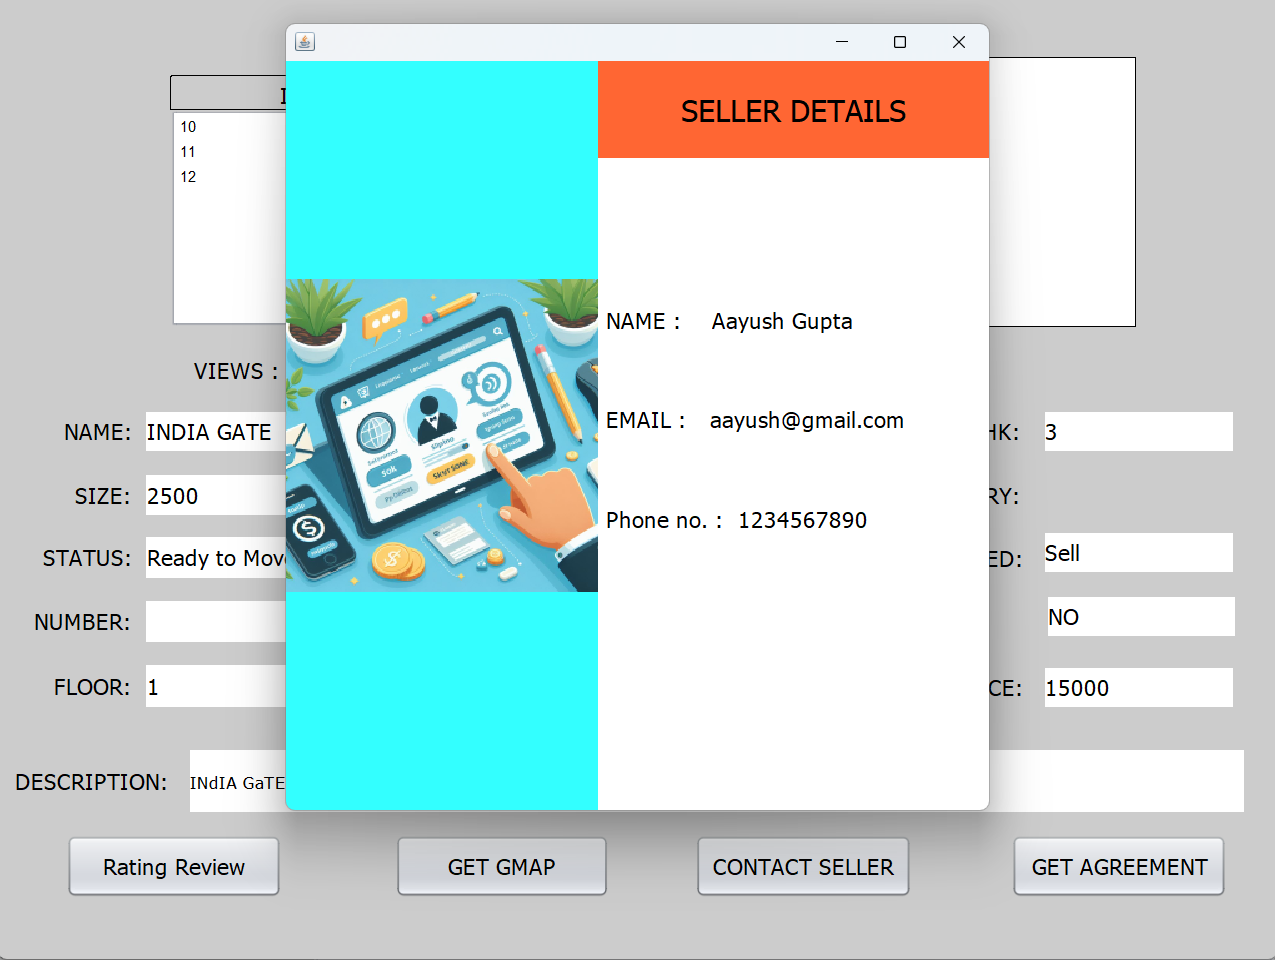 SELLER DETAILS
10
11
12
NAME : Aayush Gupta
VIEWS :
EMAIL : aayush@gmail.com
NAME: INDIA GATE
HK: 3
SIZE: 2500
RY:
50K
Phone no. : 1234567890
STATUS: Ready to Mov
ED: Sell
NUMBER:
NO
FLOOR: 1
CE: 15000
DESCRIPTION: INdIA GaTE
Rating Review
GET GMAP
CONTACT SELLER
GET AGREEMENT